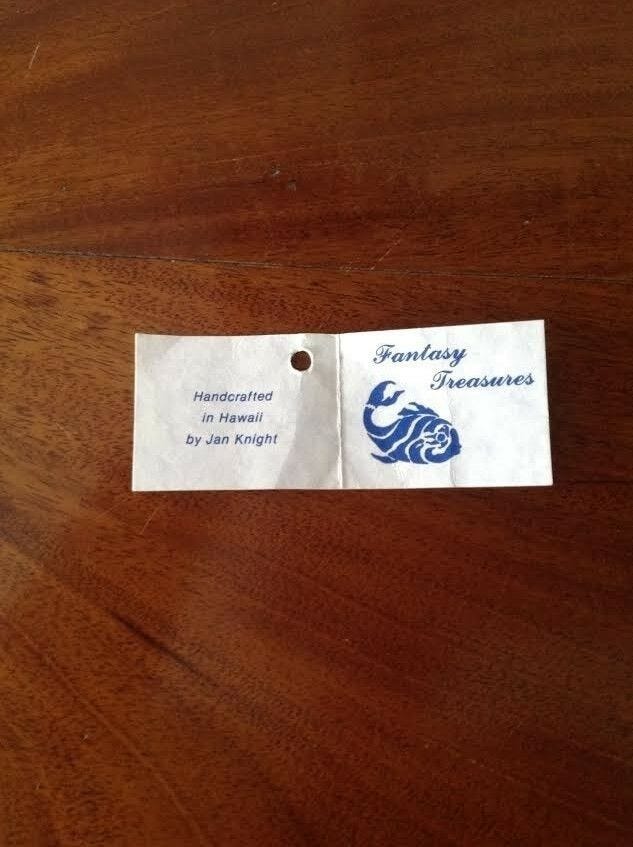 Handcrafted
in Hawaii
by Jan Knight
Fantasy
Treasures